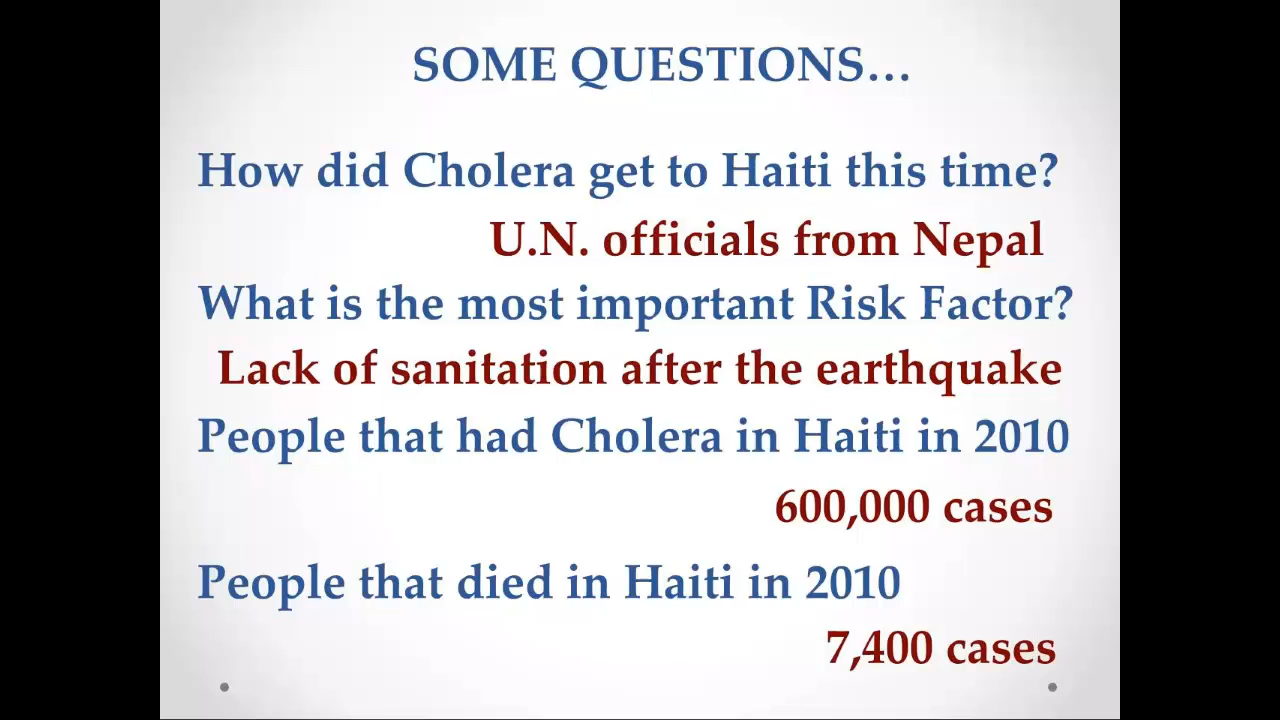 SOME QUESTIONS...
How did Cholera get to Haiti this time?
U.N. officials from Nepal
What is the most important Risk Factor?
Lack of sanitation after the earthquake
People that had Cholera in Haiti in 2010
600,000 cases
People that died in Haiti in 2010
7,400 cases